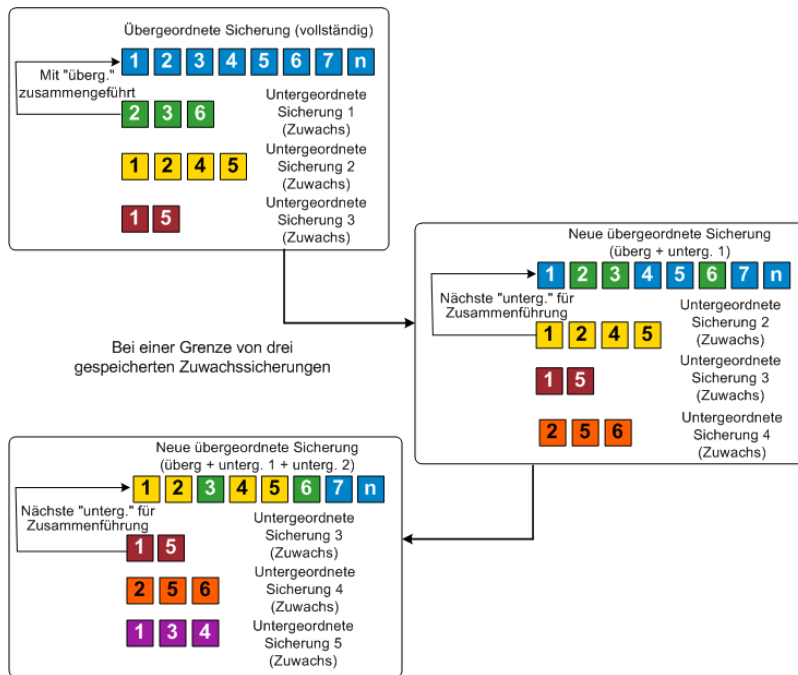 Übergeordnete Sicherung (vollständig)
1 2 3 4 5 6 7 n
Mit "überg."
zusammengeführt
2 3 6
Untergeordnete
Sicherung 1
(Zuwachs)
1 2 4 5
Untergeordnete
Sicherung 2
(Zuwachs)
1 5
Untergeordnete
Sicherung 3
(Zuwachs)
Neue übergeordnete Sicherung
(überg + unterg. 1)
1 2 3 4 5 6 7 n
Nächste "unterg." für
Zusammenführung
1 2 4 5
Untergeordnete
Sicherung 2
(Zuwachs)
1 5
Untergeordnete
Sicherung 3
(Zuwachs)
2 5 6
Untergeordnete
Sicherung 4
(Zuwachs)
Bei einer Grenze von drei
gespeicherten Zuwachssicherungen
Neue übergeordnete Sicherung
(überg + unterg. 1 + unterg. 2)
1 2 3 4 5 6 7 n
Nächste "unterg." für
Zusammenführung
1 5
Untergeordnete
Sicherung 3
(Zuwachs)
2 5 6
Untergeordnete
Sicherung 4
(Zuwachs)
1 3 4
Untergeordnete
Sicherung 5
(Zuwachs)